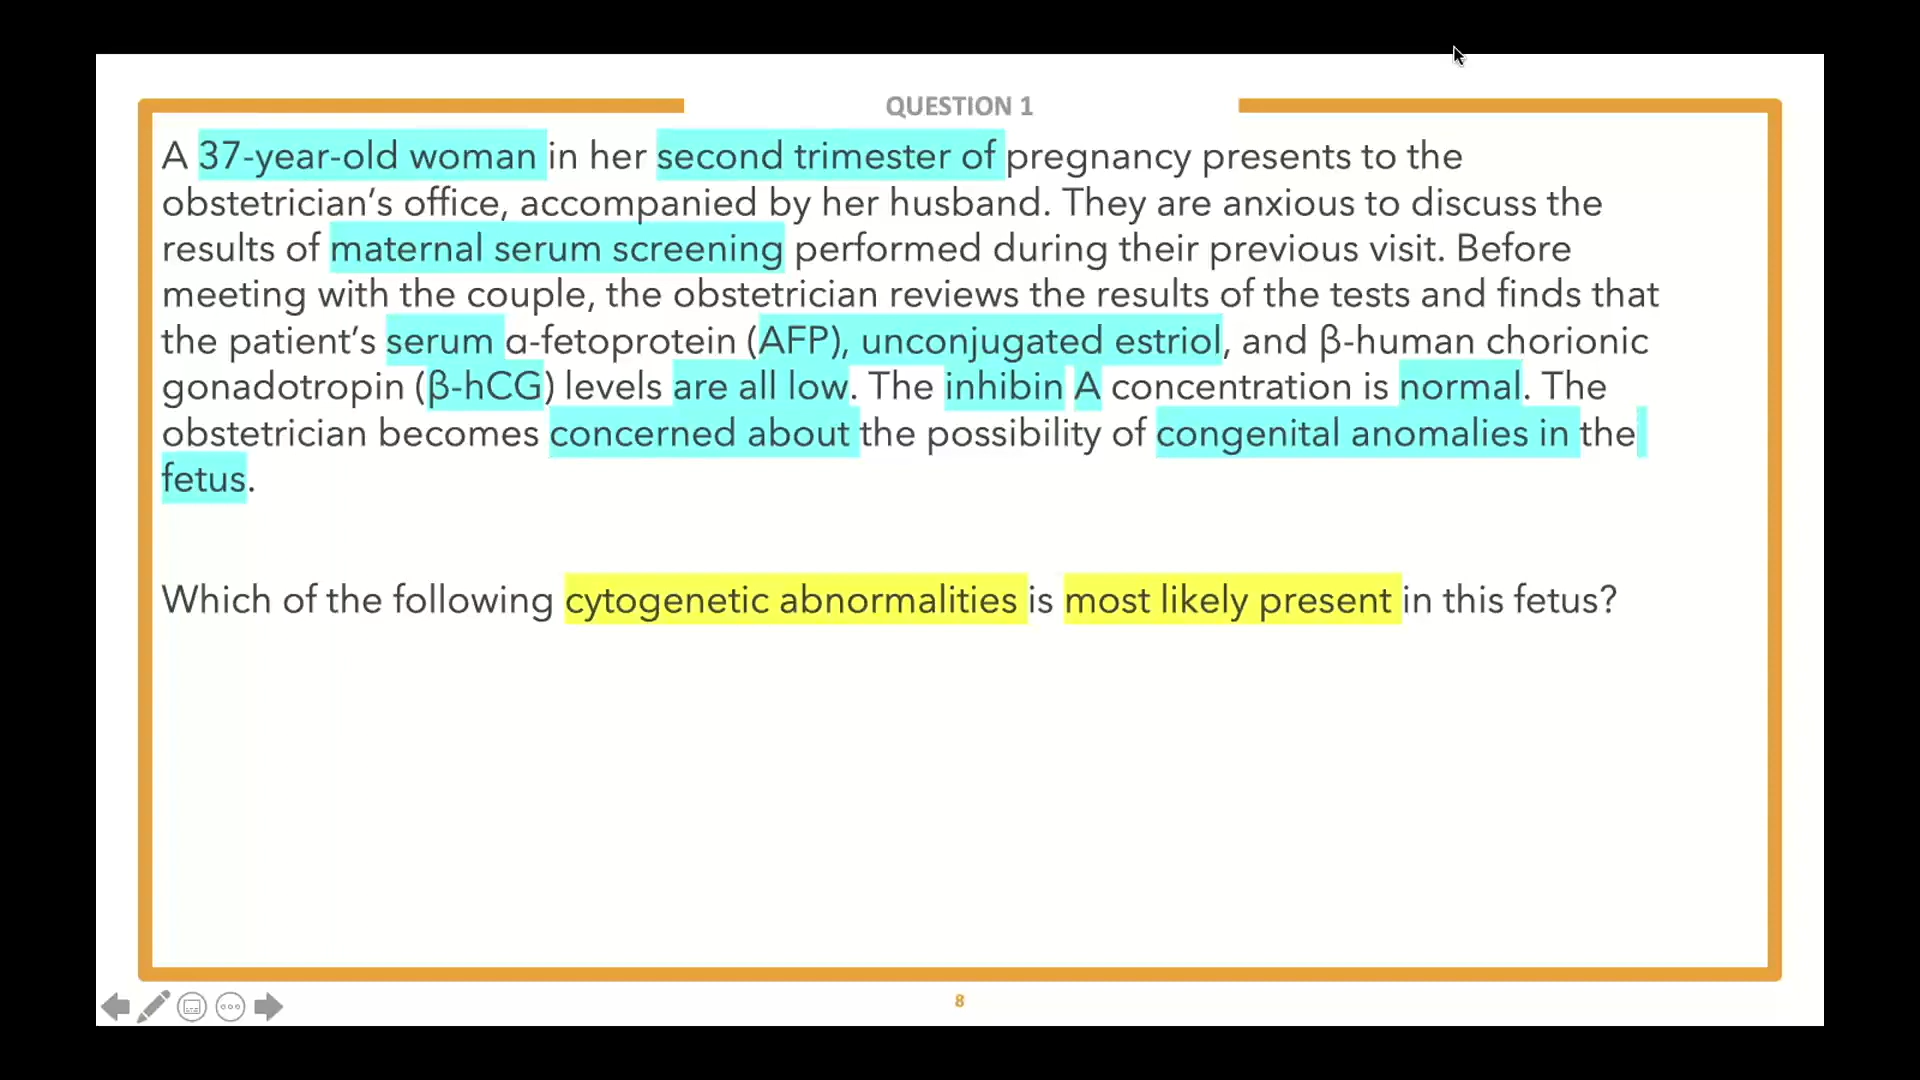 QUESTION 1
A 37-year-old woman in her second trimester of pregnancy presents to the
obstetrician’s office, accompanied by her husband. They are anxious to discuss the
results of maternal serum screening performed during their previous visit. Before
meeting with the couple, the obstetrician reviews the results of the tests and finds that
the patient’s serum α-fetoprotein (AFP), unconjugated estriol, and β-human chorionic
gonadotropin (β-hCG) levels are all low. The inhibin A concentration is normal. The
obstetrician becomes concerned about the possibility of congenital anomalies in the
fetus.
Which of the following cytogenetic abnormalities is most likely present in this fetus?
8